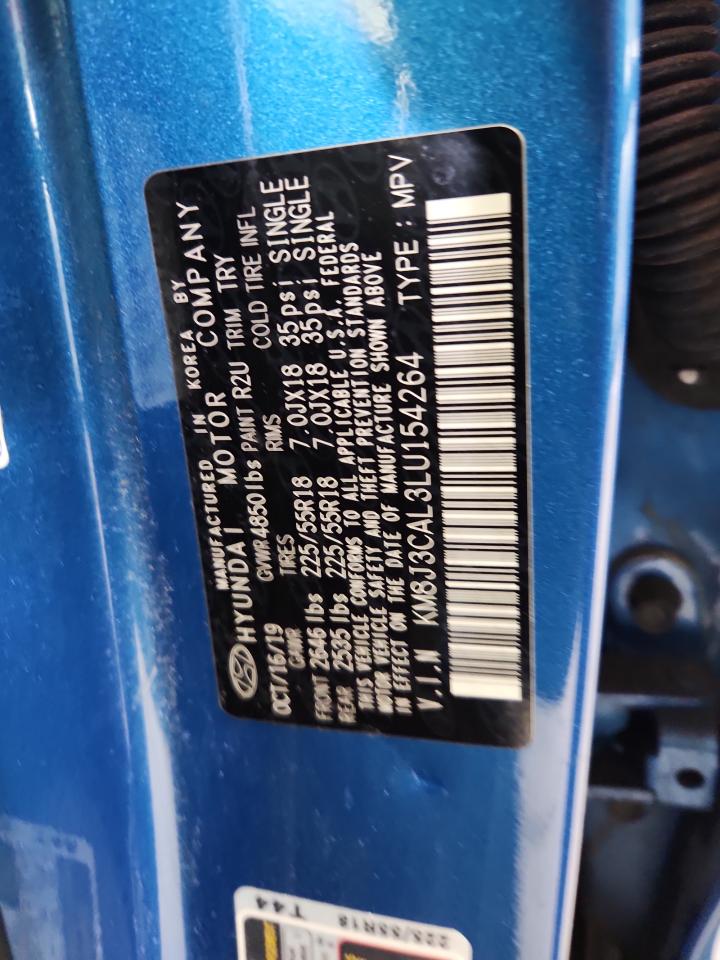 MANUFACTURED IN KOREA BY
HYUNDAI MOTOR COMPANY
OCT/16/19 GVWR 4850lbs PAINT R2U TRIM TRY
GAWR TIRES RIMS COLD TIRE INFL
FRONT 2646 lbs 225/55R18 7.0JX18 35psi SINGLE
REAR 2535 lbs 225/55R18 7.0JX18 35psi SINGLE
THIS VEHICLE CONFORMS TO ALL APPLICABLE U.S.A. FEDERAL
MOTOR VEHICLE SAFETY AND THEFT PREVENTION STANDARDS
IN EFFECT ON THE DATE OF MANUFACTURE SHOWN ABOVE
V.I.N KM8J3CAL3LU154264 TYPE : MPV
225/55R18
T44